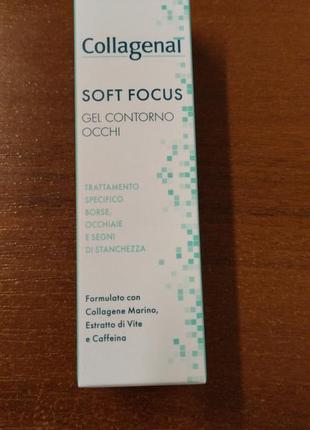 Collagenat
SOFT FOCUS
GEL CONTORNO
OCCHI
TRATTAMENTO
SPECIFICO
BORSE,
OCCHIAIE
E SEGNI
DI STANCHEZZA
Formulato con
Collagene Marino,
Estratto di Vite
e Caffeina